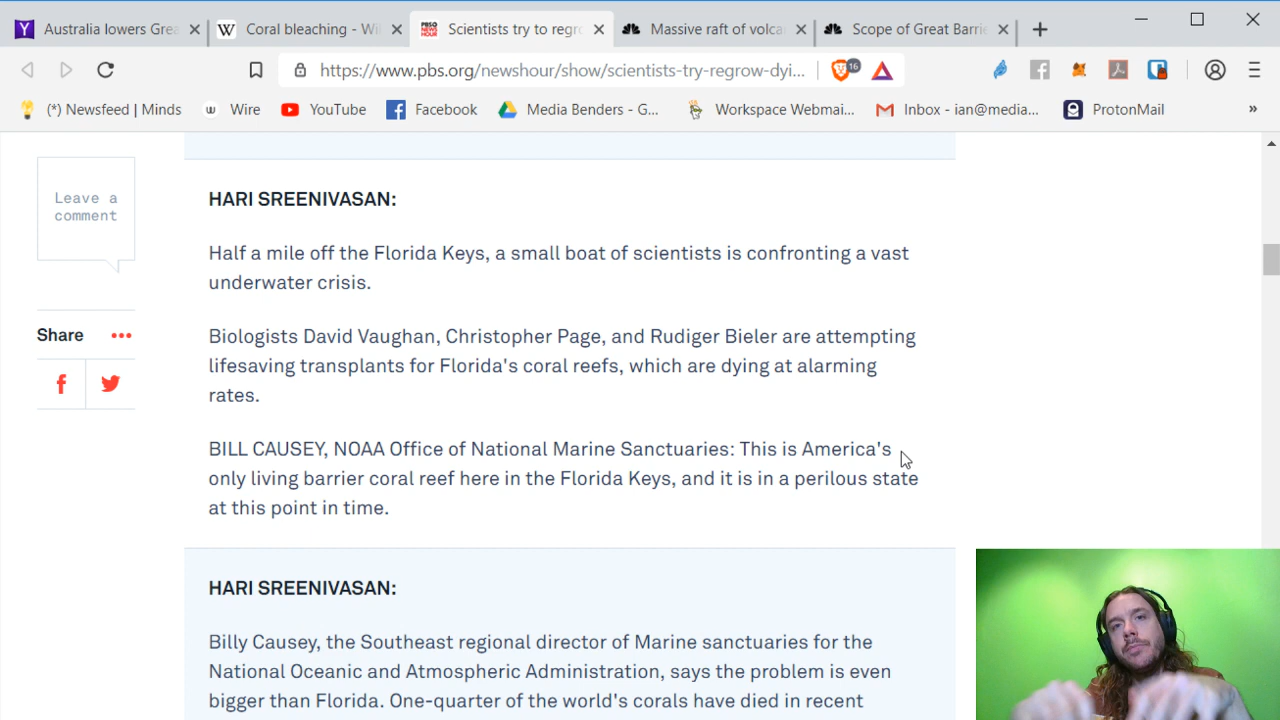 Australia lowers Grea
W Coral bleaching - Wi
PBS NEWS HOUR Scientists try to regr
Massive raft of volca
Scope of Great Barri
16
https://www.pbs.org/newshour/show/scientists-try-regrow-dyi...
(*) Newsfeed | Minds
w Wire
YouTube
Facebook
Media Benders - G...
Workspace Webmai...
Inbox - ian@media...
ProtonMail
»
Leave a
comment
Share
HARI SREENIVASAN:
Half a mile off the Florida Keys, a small boat of scientists is confronting a vast
underwater crisis.
Biologists David Vaughan, Christopher Page, and Rudiger Bieler are attempting
lifesaving transplants for Florida's coral reefs, which are dying at alarming
rates.
BILL CAUSEY, NOAA Office of National Marine Sanctuaries: This is America's
only living barrier coral reef here in the Florida Keys, and it is in a perilous state
at this point in time.
HARI SREENIVASAN:
Billy Causey, the Southeast regional director of Marine sanctuaries for the
National Oceanic and Atmospheric Administration, says the problem is even
bigger than Florida. One-quarter of the world's corals have died in recent